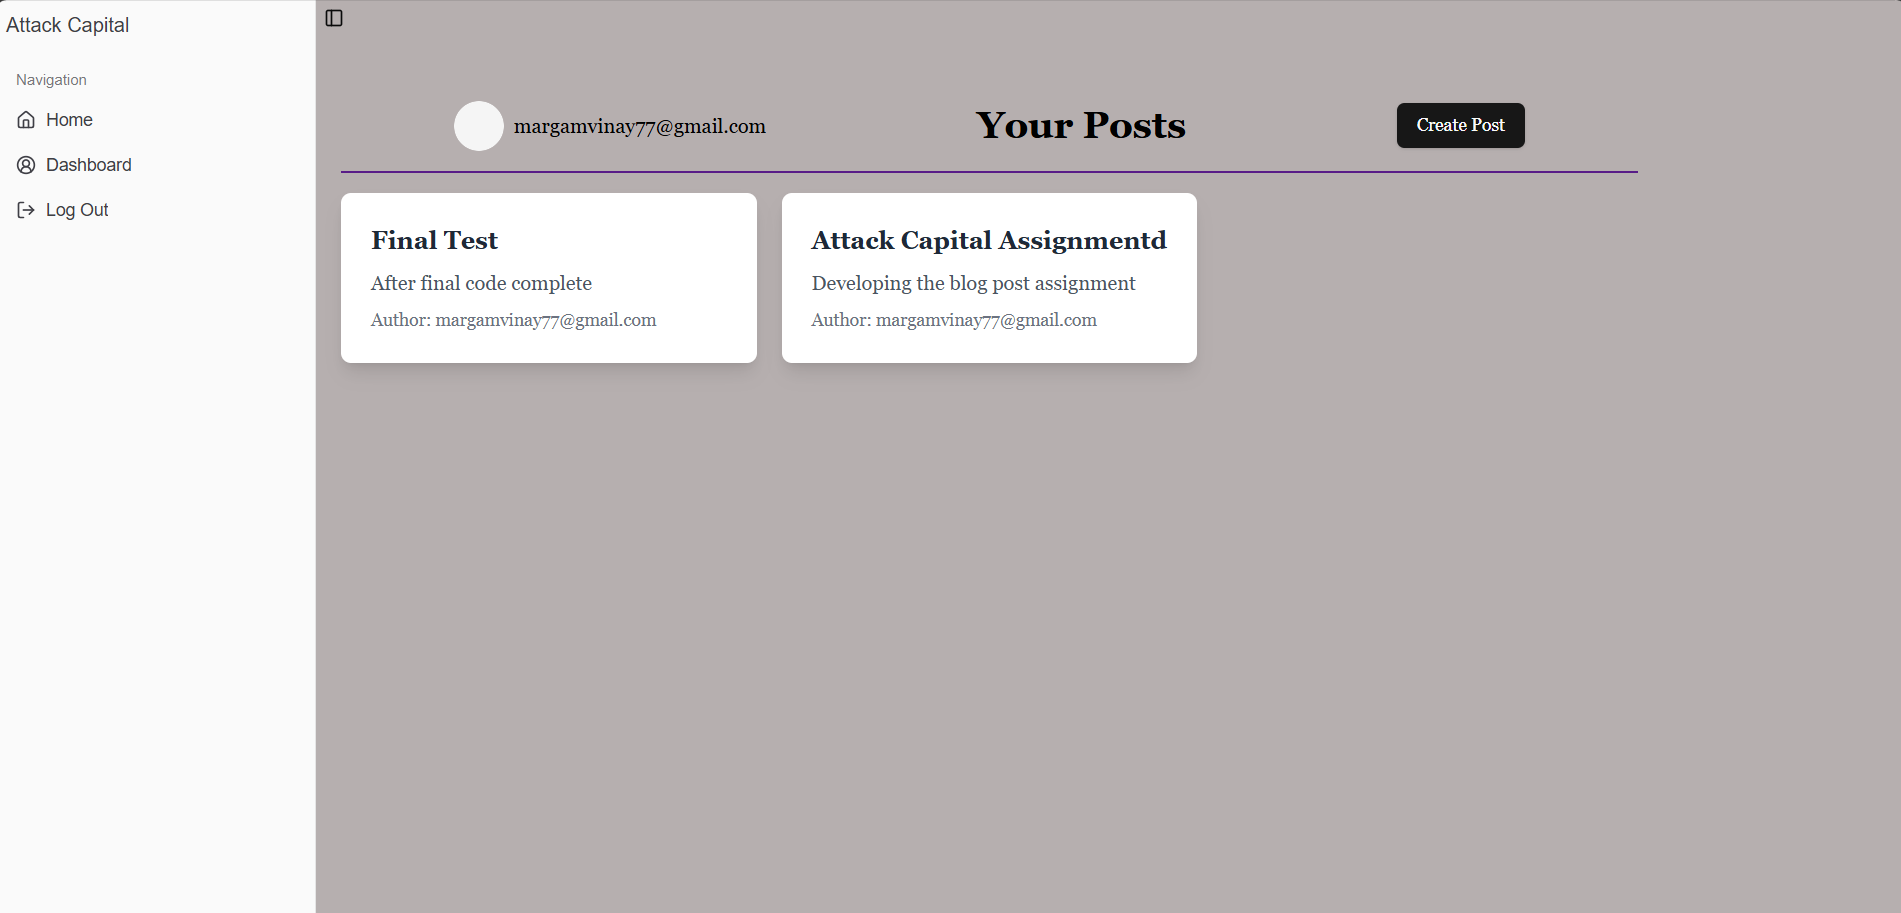 Attack Capital
Navigation
Home
Dashboard
Log Out
margamvinay77@gmail.com
Your Posts
Create Post
Final Test
After final code complete
Author: margamvinay77@gmail.com
Attack Capital Assignmentd
Developing the blog post assignment
Author: margamvinay77@gmail.com